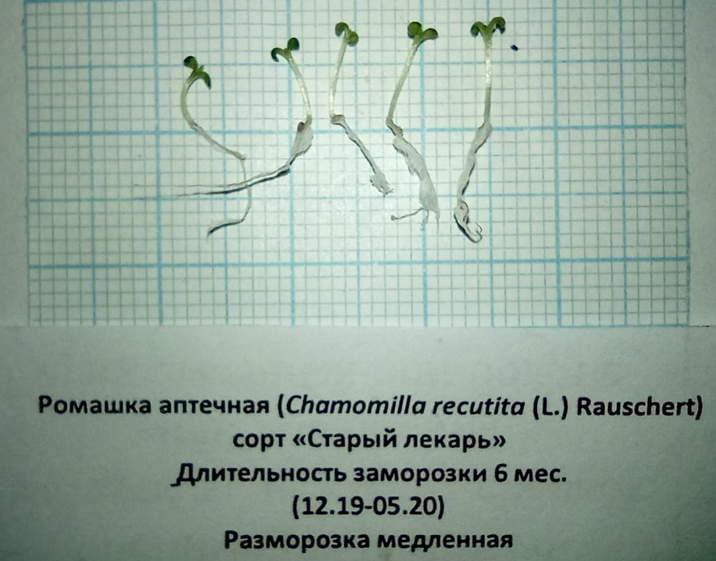 Ромашка аптечная (Chamomilla recutita (L.) Rauschert)
сорт «Старый лекарь»
Длительность заморозки 6 мес.
(12.19-05.20)
Разморозка медленная